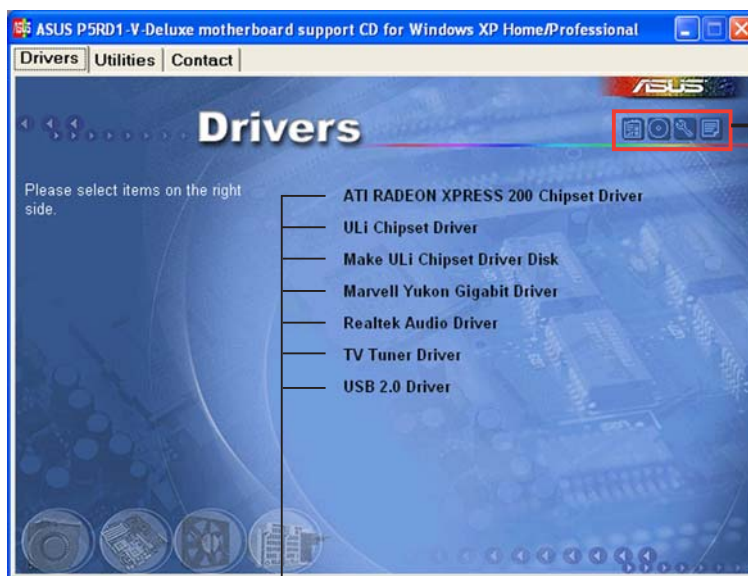 ASUS P5RD1-V-Deluxe motherboard support CD for Windows XP Home/Professional
Drivers Utilities Contact
ASUS
Drivers
Please select items on the right
side.
ATI RADEON XPRESS 200 Chipset Driver
ULi Chipset Driver
Make ULi Chipset Driver Disk
Marvell Yukon Gigabit Driver
Realtek Audio Driver
TV Tuner Driver
USB 2.0 Driver